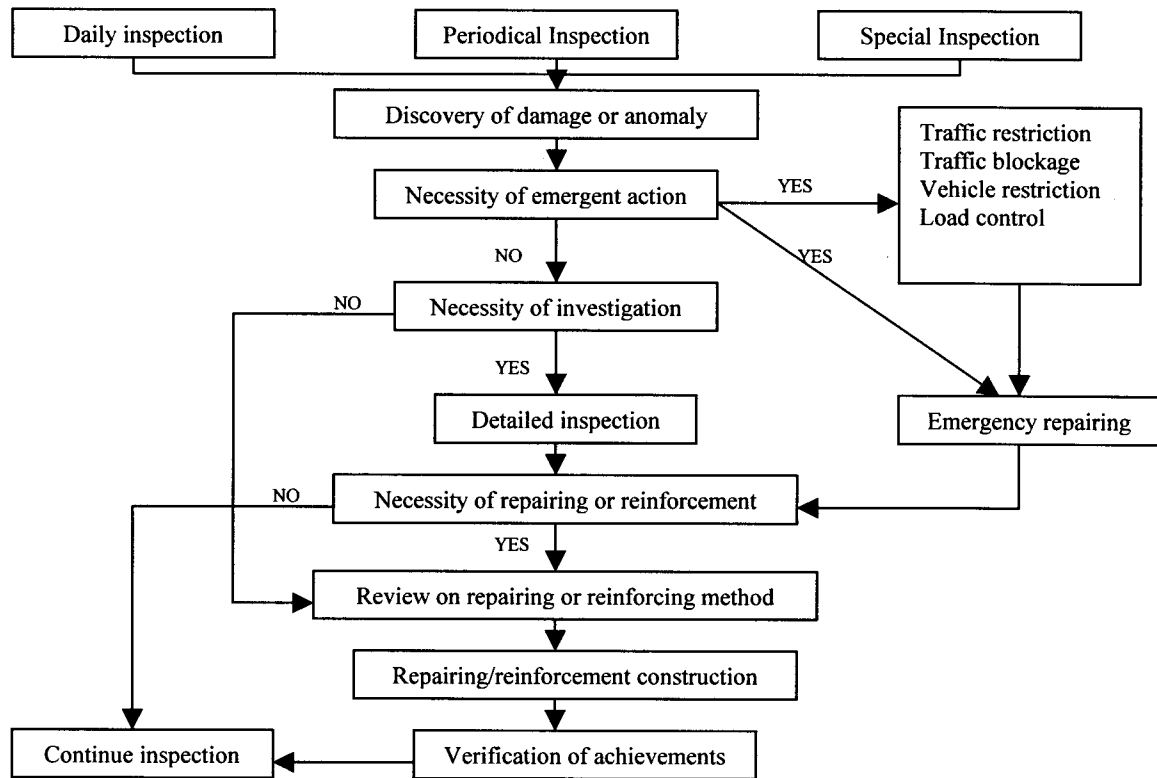 Daily inspection
Periodical Inspection
Special Inspection
Discovery of damage or anomaly
Traffic restriction
Traffic blockage
Vehicle restriction
Load control
Necessity of emergent action
YES
YES
NO
Necessity of investigation
NO
YES
Detailed inspection
Emergency repairing
Necessity of repairing or reinforcement
NO
YES
Review on repairing or reinforcing method
Repairing/reinforcement construction
Continue inspection
Verification of achievements